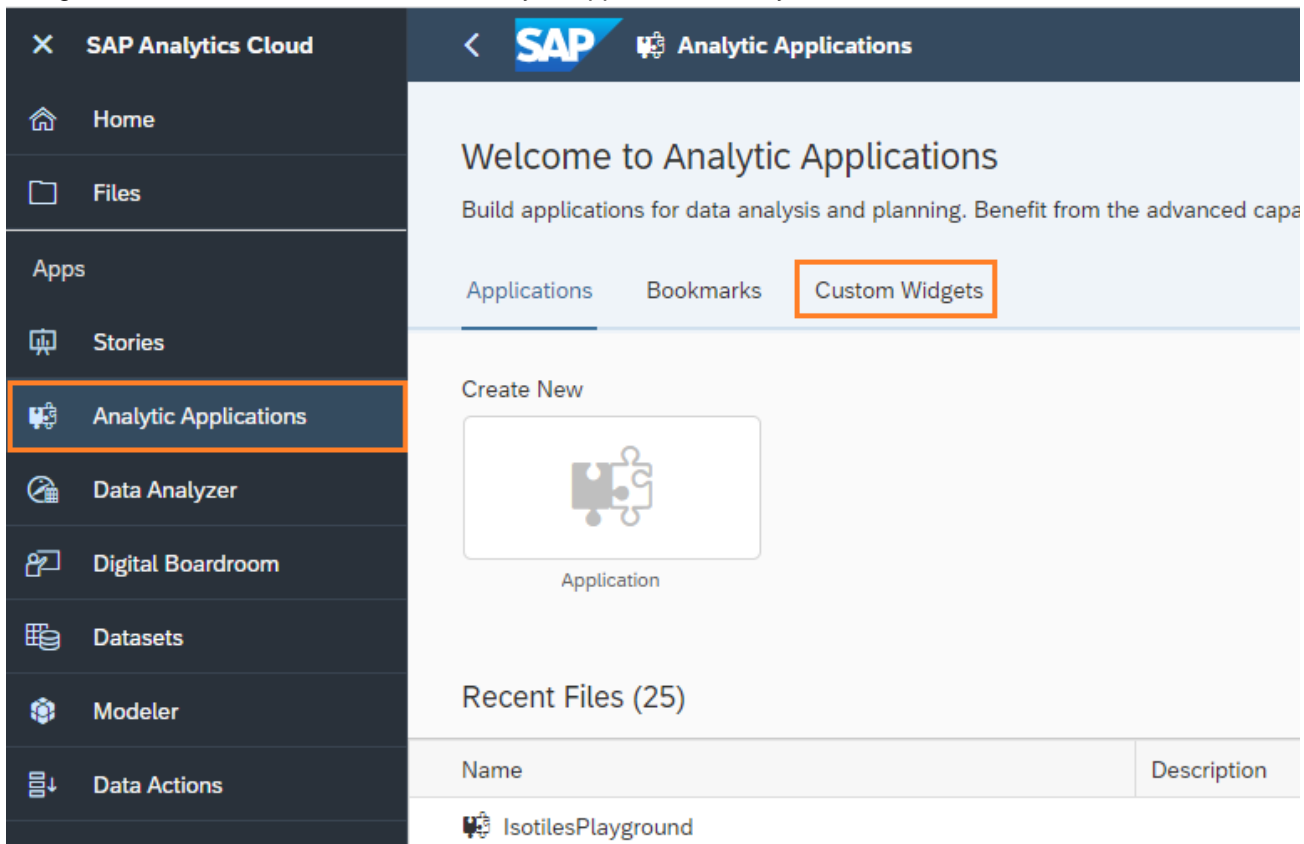 SAP Analytics Cloud
Home
Files
Apps
Stories
Analytic Applications
Data Analyzer
Digital Boardroom
Datasets
Modeler
Data Actions
SAP Analytic Applications
Welcome to Analytic Applications
Build applications for data analysis and planning. Benefit from the advanced capa
Applications Bookmarks Custom Widgets
Create New
Application
Recent Files (25)
Name Description
IsotilesPlayground